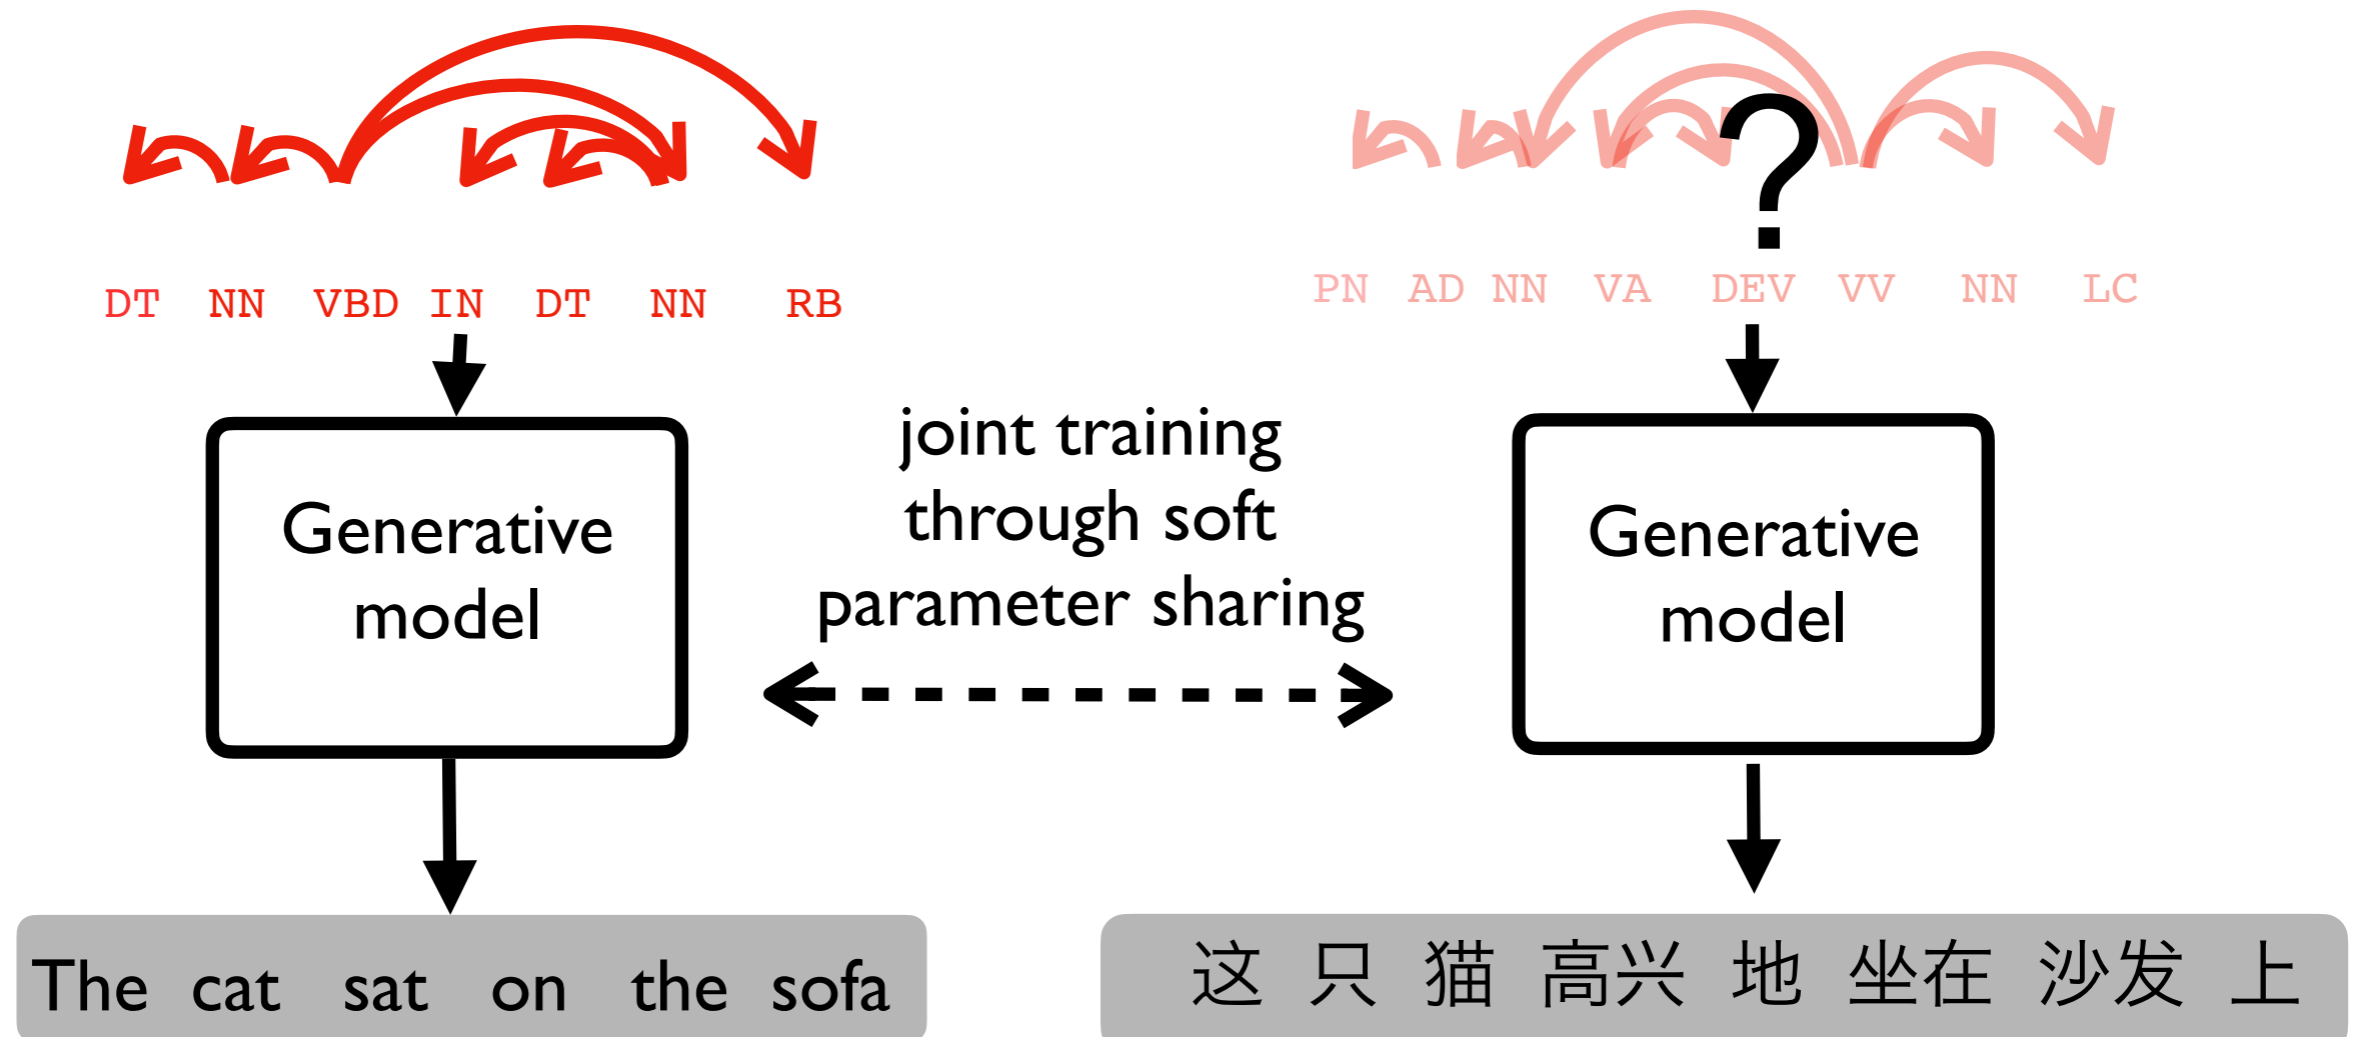 ?
DT NN VBD IN DT NN RB
PN AD NN VA DEV VV NN LC
joint training
through soft
parameter sharing
Generative
model
Generative
model
The cat sat on the sofa
这 只 猫 高兴 地 坐在 沙发 上